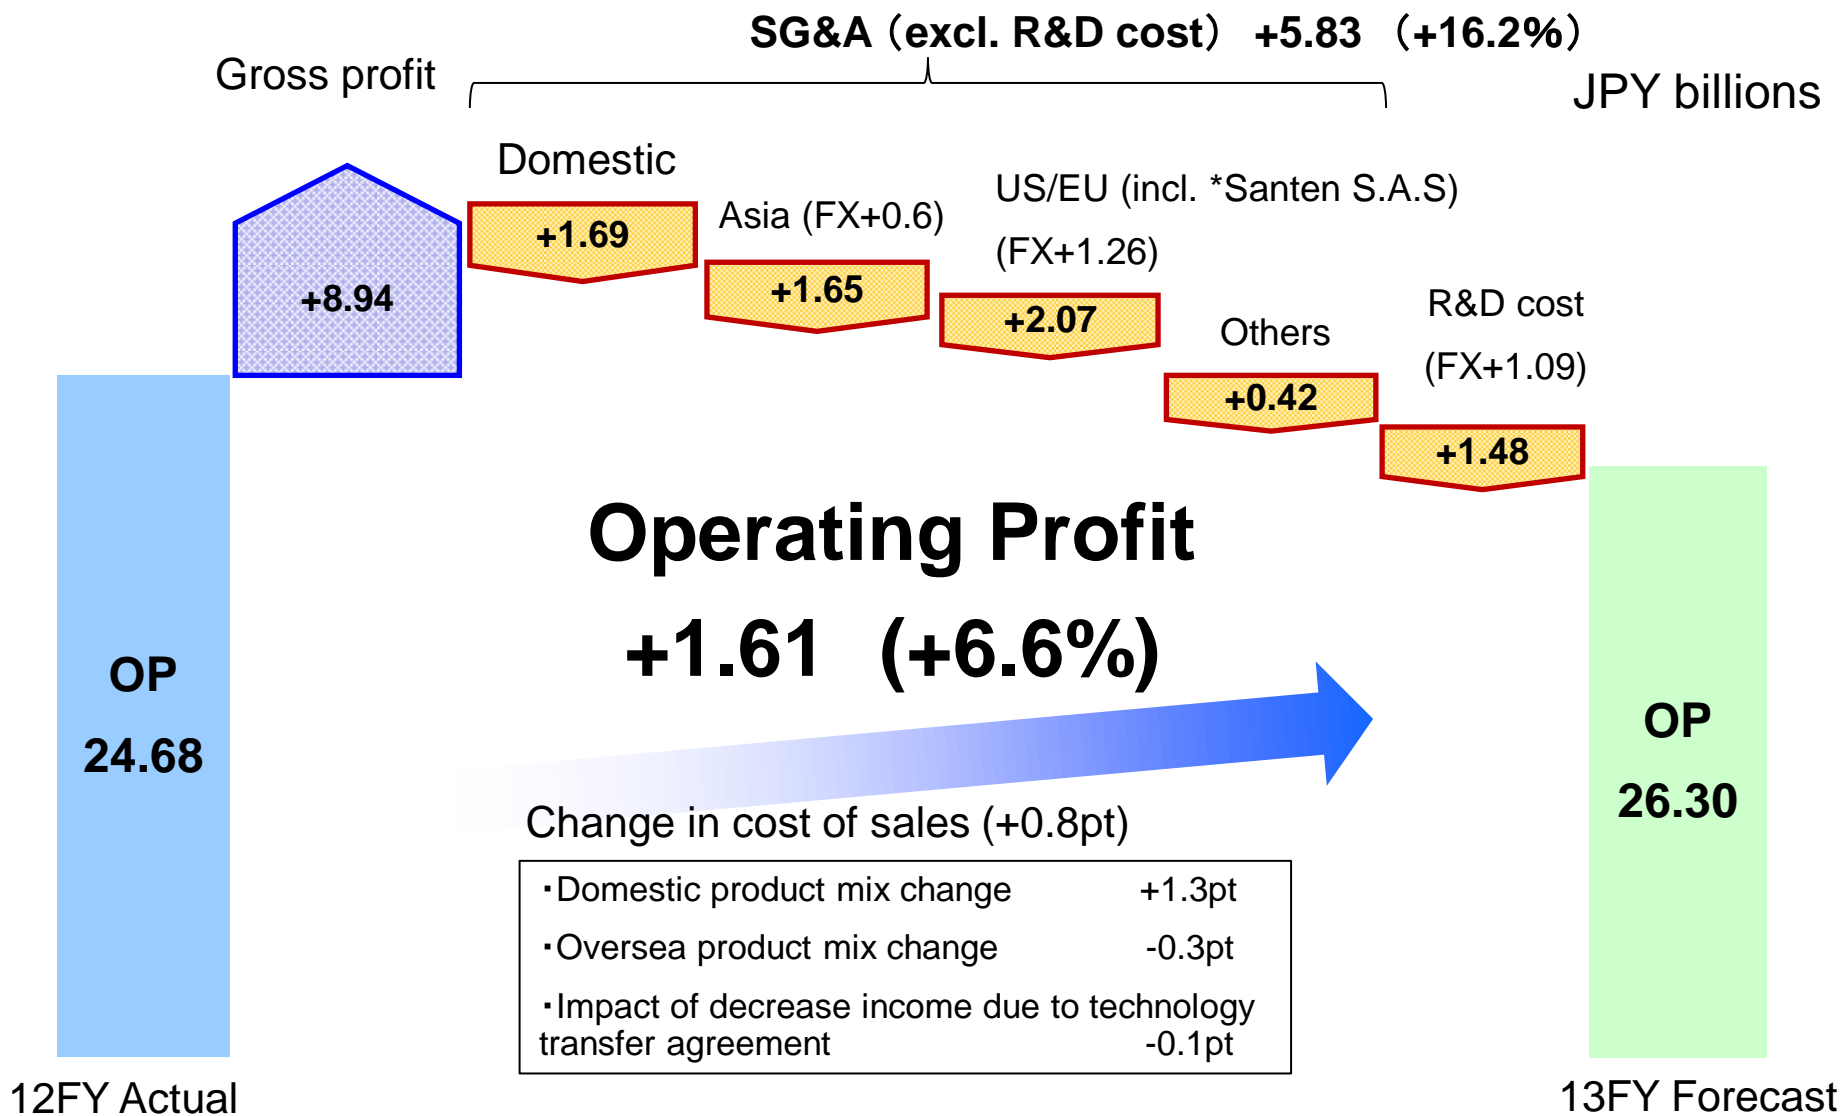 SG&A（excl. R&D cost） +5.83 （+16.2%）
Gross profit
JPY billions
Domestic
US/EU (incl. *Santen S.A.S)
Asia (FX+0.6)
(FX+1.26)
+1.69
+8.94
+1.65
+2.07
R&D cost
Others
(FX+1.09)
+0.42
+1.48
Operating Profit
+1.61 (+6.6%)
OP
24.68
OP
26.30
Change in cost of sales (+0.8pt)
・Domestic product mix change +1.3pt
・Oversea product mix change -0.3pt
・Impact of decrease income due to technology
transfer agreement -0.1pt
12FY Actual
13FY Forecast